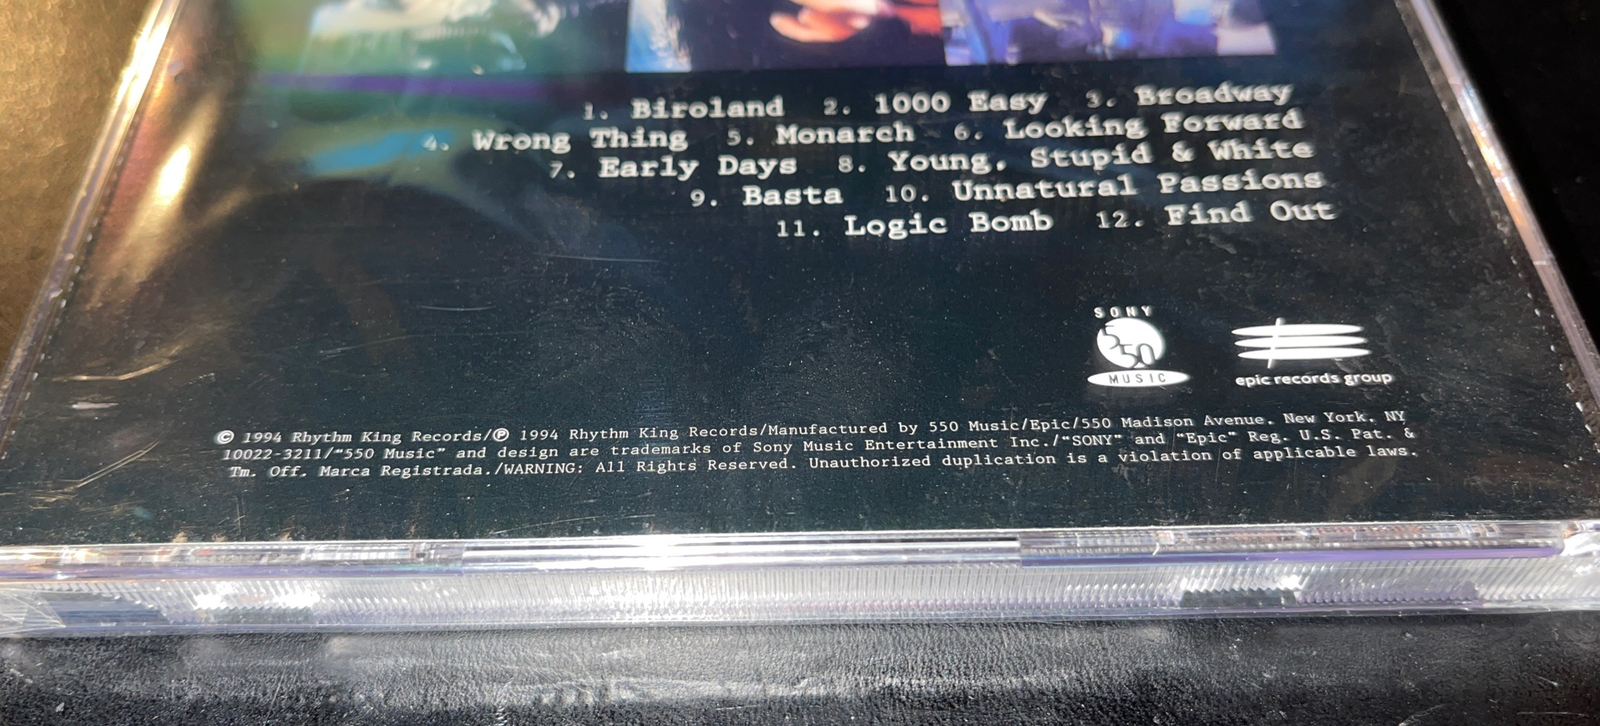 1. Biroland 2. 1000 Easy 3. Broadway
4. Wrong Thing 5. Monarch 6. Looking Forward
7. Early Days 8. Young, Stupid & White
9. Basta 10. Unnatural Passions
11. Logic Bomb 12. Find Out
SONY
550
MUSIC
epic records group
© 1994 Rhythm King Records/℗ 1994 Rhythm King Records/Manufactured by 550 Music/Epic/550 Madison Avenue, New York, NY
10022-3211/"550 Music" and design are trademarks of Sony Music Entertainment Inc./"SONY" and "Epic" Reg. U.S. Pat. &
Tm. Off. Marca Registrada./WARNING: All Rights Reserved. Unauthorized duplication is a violation of applicable laws.